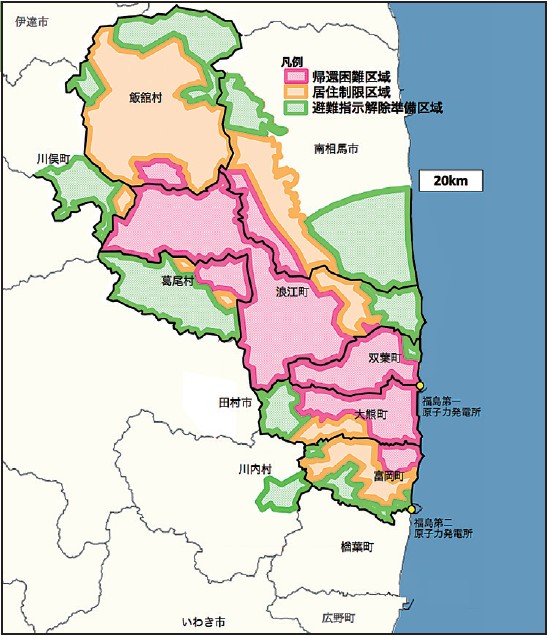 伊達市
凡例
帰還困難区域
居住制限区域
避難指示解除準備区域
飯舘村
南相馬市
川俣町
20km
葛尾村
浪江町
双葉町
田村市
大熊町
福島第一
原子力発電所
川内村
富岡町
福島第二
原子力発電所
楢葉町
いわき市
広野町